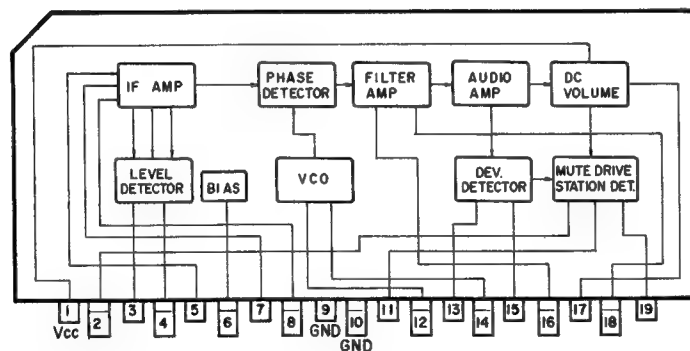 IF AMP
PHASE
DETECTOR
FILTER
AMP
AUDIO
AMP
DC
VOLUME
LEVEL
DETECTOR
BIAS
VCO
DEV.
DETECTOR
MUTE DRIVE
STATION DET.
1 2 3 4 5 6 7 8 9 10 11 12 13 14 15 16 17 18 19
Vcc
GND
GND